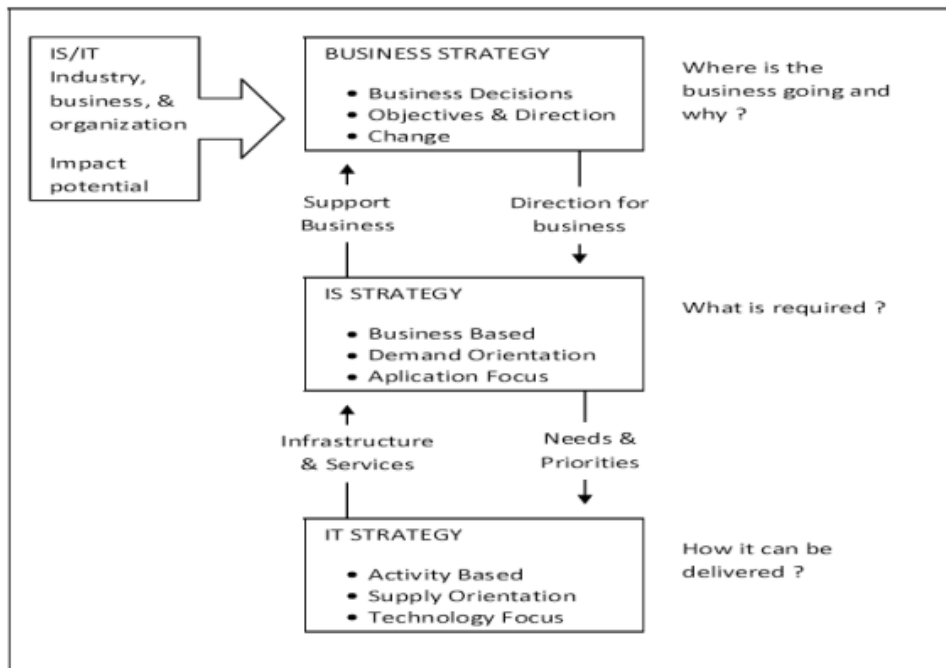 IS/IT
Industry,
business, &
organization
Impact
potential
BUSINESS STRATEGY
• Business Decisions
• Objectives & Direction
• Change
Where is the
business going and
why ?
Support
Business
Direction for
business
IS STRATEGY
• Business Based
• Demand Orientation
• Aplication Focus
What is required ?
Infrastructure
& Services
Needs &
Priorities
IT STRATEGY
• Activity Based
• Supply Orientation
• Technology Focus
How it can be
delivered ?